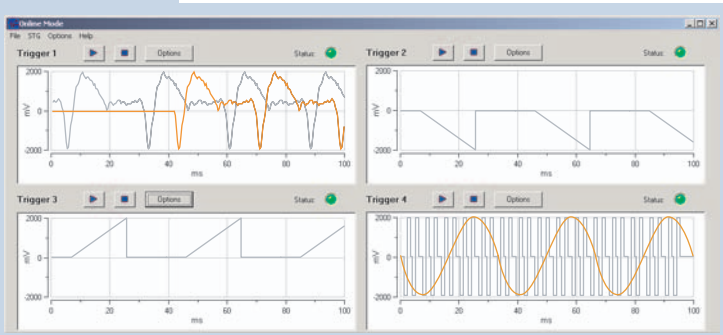 Online Mode
File STG Options Help
Trigger 1 Options Status:
2000
0
-2000
mV
0 20 40 60 80 100
ms
Trigger 2 Options Status:
2000
0
-2000
mV
0 20 40 60 80 100
ms
Trigger 3 Options Status:
2000
0
-2000
mV
0 20 40 60 80 100
ms
Trigger 4 Options Status:
2000
0
-2000
mV
0 20 40 60 80 100
ms